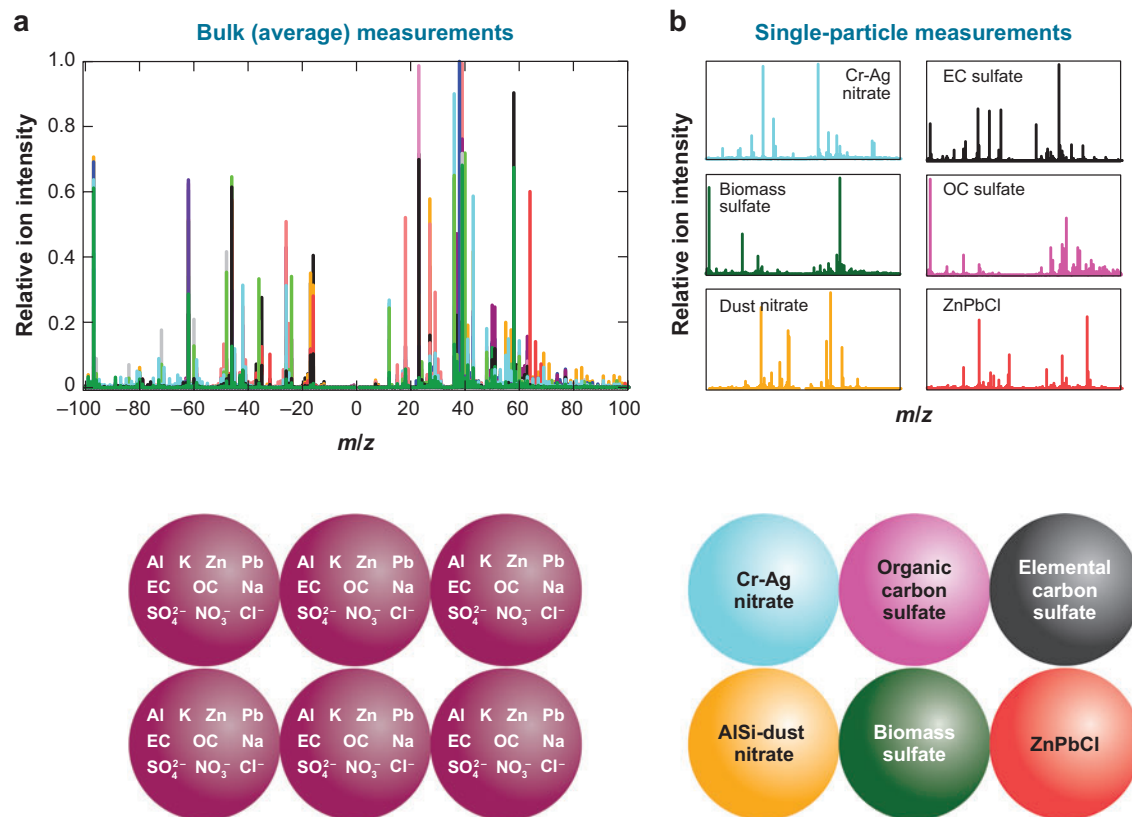 a
Bulk (average) measurements
Relative ion intensity
1.0
0.8
0.6
0.4
0.2
0
–100 –80 –60 –40 –20 0 20 40 60 80 100
m/z
Al K Zn Pb
EC OC Na
SO₄²⁻ NO₃⁻ Cl⁻
Al K Zn Pb
EC OC Na
SO₄²⁻ NO₃⁻ Cl⁻
Al K Zn Pb
EC OC Na
SO₄²⁻ NO₃⁻ Cl⁻
Al K Zn Pb
EC OC Na
SO₄²⁻ NO₃⁻ Cl⁻
Al K Zn Pb
EC OC Na
SO₄²⁻ NO₃⁻ Cl⁻
Al K Zn Pb
EC OC Na
SO₄²⁻ NO₃⁻ Cl⁻
b
Single-particle measurements
Relative ion intensity
Cr-Ag
nitrate
EC sulfate
Biomass
sulfate
OC sulfate
Dust nitrate
ZnPbCl
m/z
Cr-Ag
nitrate
Organic
carbon
sulfate
Elemental
carbon
sulfate
AlSi-dust
nitrate
Biomass
sulfate
ZnPbCl